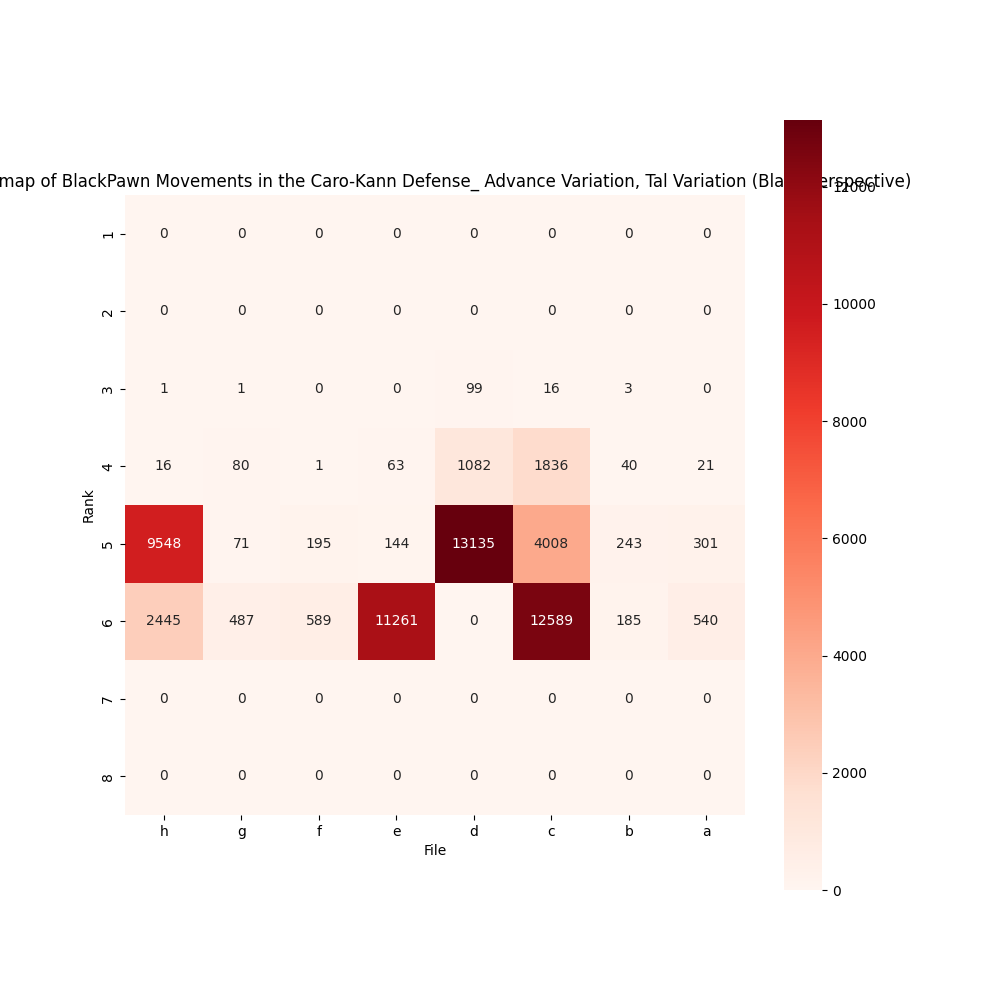 map of BlackPawn Movements in the Caro-Kann Defense_ Advance Variation, Tal Variation (Black Perspective)
12000
1 0 0 0 0 0 0 0 0
2 0 0 0 0 0 0 0 0
10000
3 1 1 0 0 99 16 3 0
8000
4 16 80 1 63 1082 1836 40 21
Rank
6000
5 9548 71 195 144 13135 4008 243 301
6 2445 487 589 11261 0 12589 185 540
4000
7 0 0 0 0 0 0 0 0
2000
8 0 0 0 0 0 0 0 0
h g f e d c b a
File
0